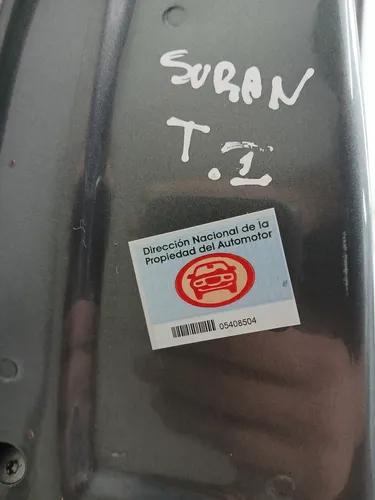 SURAN
T.1
Dirección Nacional de la
Propiedad del Automotor
05408504